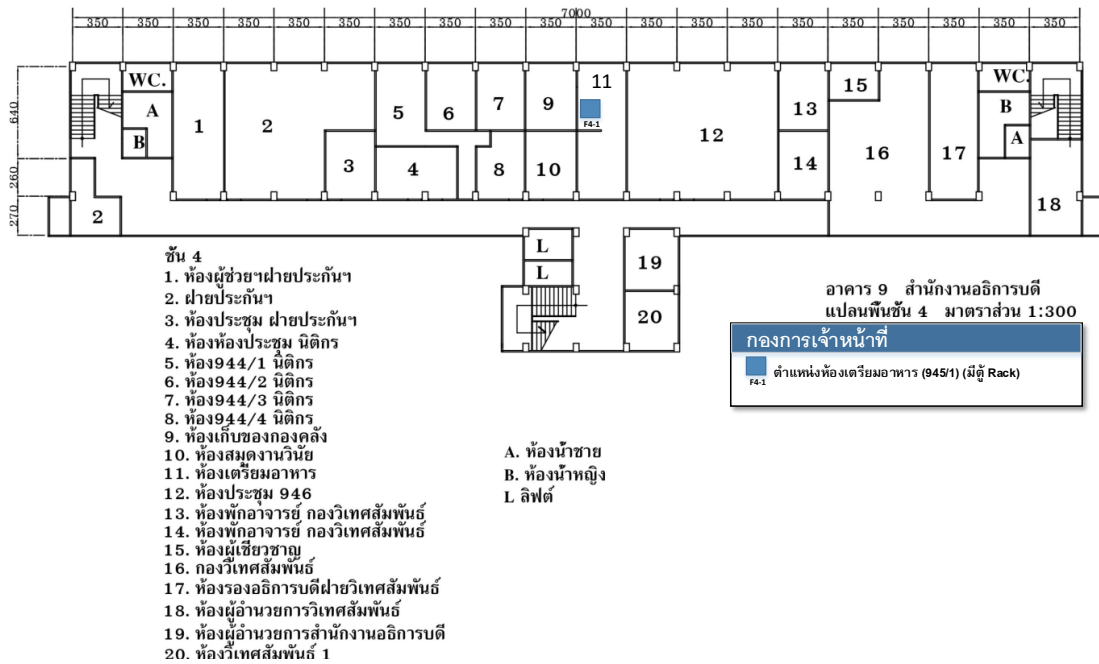 7000
350 350 350 350 350 350 350 350 350 350 350 350 350 350 350 350 350 350 350 350
640
260
270
WC.
A
B
1
2
2
3
4
5
6
7
8
9
10
11
F4-1
12
13
14
15
16
17
WC.
B
A
18
L
L
19
20
ชั้น 4
1. ห้องผู้ช่วยฯฝ่ายประกันฯ
2. ฝ่ายประกันฯ
3. ห้องประชุม ฝ่ายประกันฯ
4. ห้องห้องประชุม นิติกร
5. ห้อง944/1 นิติกร
6. ห้อง944/2 นิติกร
7. ห้อง944/3 นิติกร
8. ห้อง944/4 นิติกร
9. ห้องเก็บของกองคลัง
10. ห้องสมุดงานวินัย
11. ห้องเตรียมอาหาร
12. ห้องประชุม 946
13. ห้องพักอาจารย์ กองวิเทศสัมพันธ์
14. ห้องพักอาจารย์ กองวิเทศสัมพันธ์
15. ห้องผู้เชียวชาญ
16. กองวิเทศสัมพันธ์
17. ห้องรองอธิการบดีฝ่ายวิเทศสัมพันธ์
18. ห้องผู้อำนวยการวิเทศสัมพันธ์
19. ห้องผู้อำนวยการสำนักงานอธิการบดี
20. ห้องวิเทศสัมพันธ์ 1
A. ห้องน้ำชาย
B. ห้องน้ำหญิง
L ลิฟต์
อาคาร 9 สำนักงานอธิการบดี
แปลนพื้นชั้น 4 มาตราส่วน 1:300
กองการเจ้าหน้าที่
F4-1 ตำแหน่งห้องเตรียมอาหาร (945/1) (มีตู้ Rack)